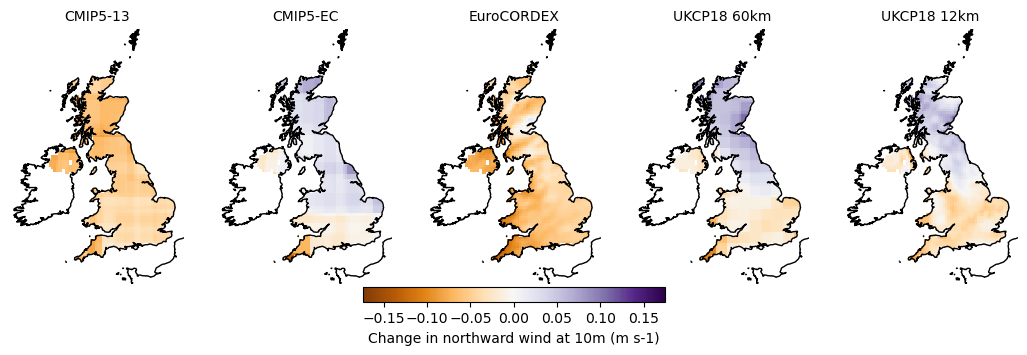 CMIP5-13 CMIP5-EC EuroCORDEX UKCP18 60km UKCP18 12km
−0.15 −0.10 −0.05 0.00 0.05 0.10 0.15
Change in northward wind at 10m (m s-1)